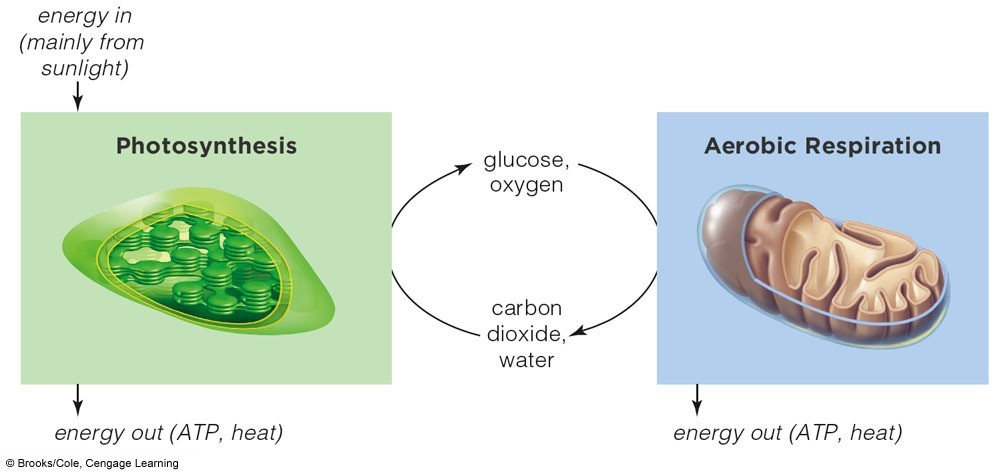 energy in
(mainly from
sunlight)
Photosynthesis
glucose,
oxygen
Aerobic Respiration
carbon
dioxide,
water
energy out (ATP, heat)
energy out (ATP, heat)
© Brooks/Cole, Cengage Learning